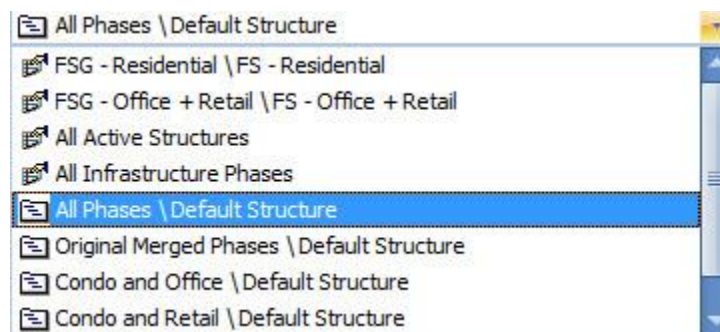 All Phases \ Default Structure
FSG - Residential \ FS - Residential
FSG - Office + Retail \ FS - Office + Retail
All Active Structures
All Infrastructure Phases
All Phases \ Default Structure
Original Merged Phases \ Default Structure
Condo and Office \ Default Structure
Condo and Retail \ Default Structure